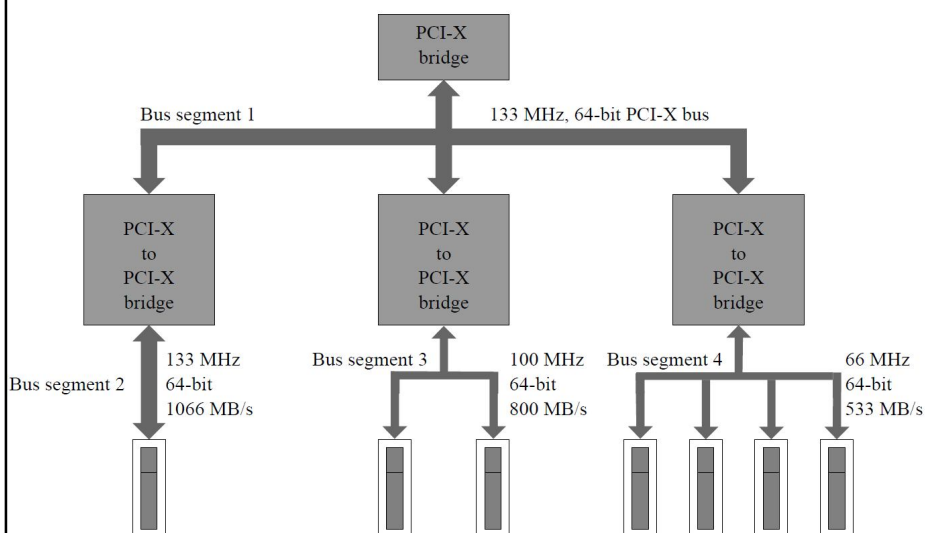 PCI-X
bridge
Bus segment 1
133 MHz, 64-bit PCI-X bus
PCI-X
to
PCI-X
bridge
PCI-X
to
PCI-X
bridge
PCI-X
to
PCI-X
bridge
Bus segment 2
133 MHz
64-bit
1066 MB/s
Bus segment 3
100 MHz
64-bit
800 MB/s
Bus segment 4
66 MHz
64-bit
533 MB/s